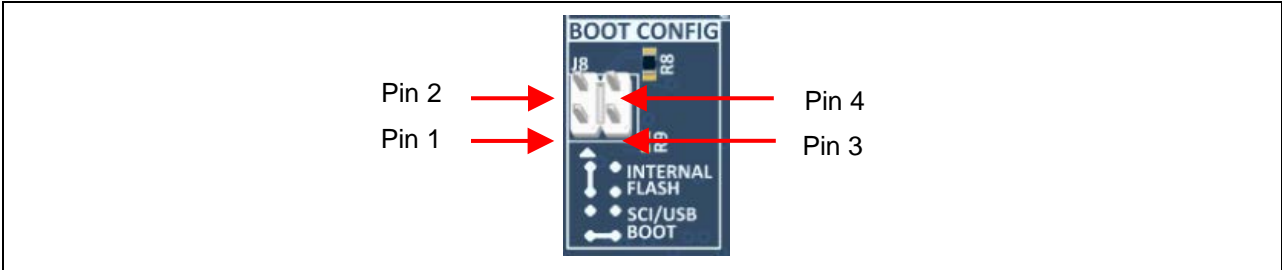 BOOT CONFIG
J8
R8
Pin 2
Pin 4
Pin 1
Pin 3
R9
INTERNAL
FLASH
SCI/USB
BOOT